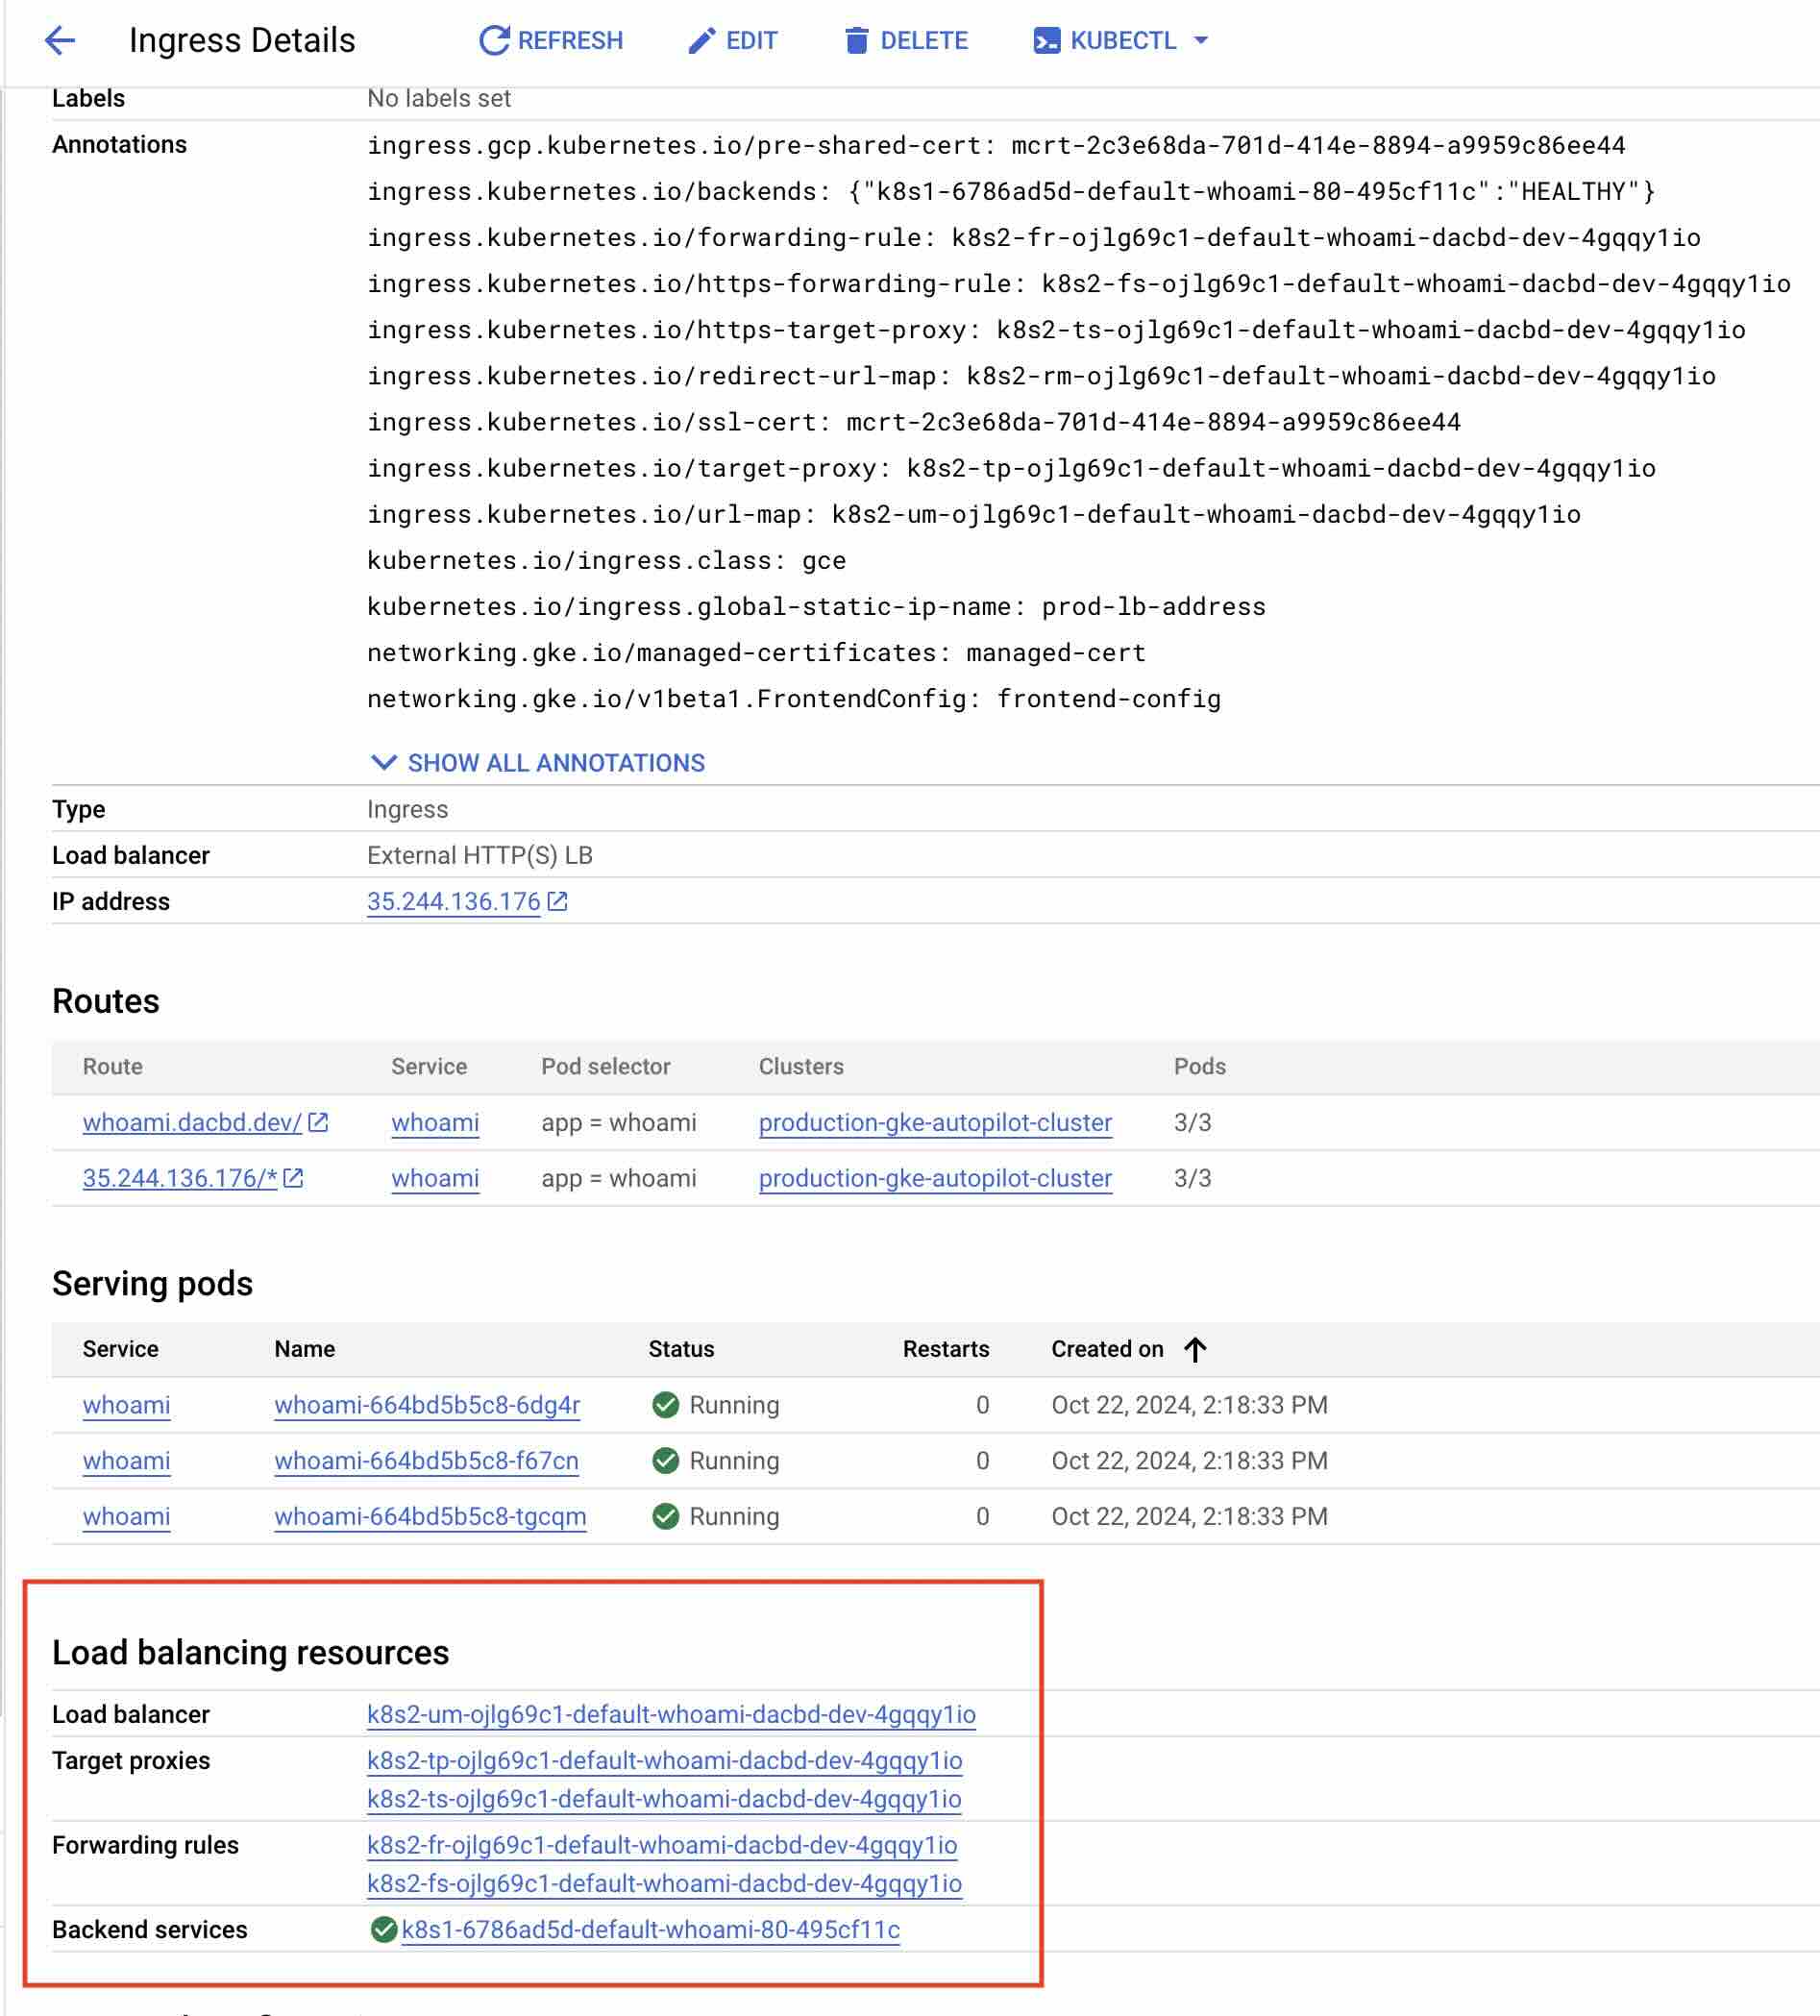 Ingress Details REFRESH EDIT DELETE KUBECTL
Labels No labels set
Annotations ingress.gcp.kubernetes.io/pre-shared-cert: mcrt-2c3e68da-701d-414e-8894-a9959c86ee44
ingress.kubernetes.io/backends: {"k8s1-6786ad5d-default-whoami-80-495cf11c":"HEALTHY"}
ingress.kubernetes.io/forwarding-rule: k8s2-fr-ojlg69c1-default-whoami-dacbd-dev-4gqqy1io
ingress.kubernetes.io/https-forwarding-rule: k8s2-fs-ojlg69c1-default-whoami-dacbd-dev-4gqqy1io
ingress.kubernetes.io/https-target-proxy: k8s2-ts-ojlg69c1-default-whoami-dacbd-dev-4gqqy1io
ingress.kubernetes.io/redirect-url-map: k8s2-rm-ojlg69c1-default-whoami-dacbd-dev-4gqqy1io
ingress.kubernetes.io/ssl-cert: mcrt-2c3e68da-701d-414e-8894-a9959c86ee44
ingress.kubernetes.io/target-proxy: k8s2-tp-ojlg69c1-default-whoami-dacbd-dev-4gqqy1io
ingress.kubernetes.io/url-map: k8s2-um-ojlg69c1-default-whoami-dacbd-dev-4gqqy1io
kubernetes.io/ingress.class: gce
kubernetes.io/ingress.global-static-ip-name: prod-lb-address
networking.gke.io/managed-certificates: managed-cert
networking.gke.io/v1beta1.FrontendConfig: frontend-config
SHOW ALL ANNOTATIONS
Type Ingress
Load balancer External HTTP(S) LB
IP address 35.244.136.176
Routes
Route Service Pod selector Clusters Pods
whoami.dacbd.dev/ whoami app = whoami production-gke-autopilot-cluster 3/3
35.244.136.176/* whoami app = whoami production-gke-autopilot-cluster 3/3
Serving pods
Service Name Status Restarts Created on
whoami whoami-664bd5b5c8-6dg4r Running 0 Oct 22, 2024, 2:18:33 PM
whoami whoami-664bd5b5c8-f67cn Running 0 Oct 22, 2024, 2:18:33 PM
whoami whoami-664bd5b5c8-tgcqm Running 0 Oct 22, 2024, 2:18:33 PM
Load balancing resources
Load balancer k8s2-um-ojlg69c1-default-whoami-dacbd-dev-4gqqy1io
Target proxies k8s2-tp-ojlg69c1-default-whoami-dacbd-dev-4gqqy1io
k8s2-ts-ojlg69c1-default-whoami-dacbd-dev-4gqqy1io
Forwarding rules k8s2-fr-ojlg69c1-default-whoami-dacbd-dev-4gqqy1io
k8s2-fs-ojlg69c1-default-whoami-dacbd-dev-4gqqy1io
Backend services k8s1-6786ad5d-default-whoami-80-495cf11c